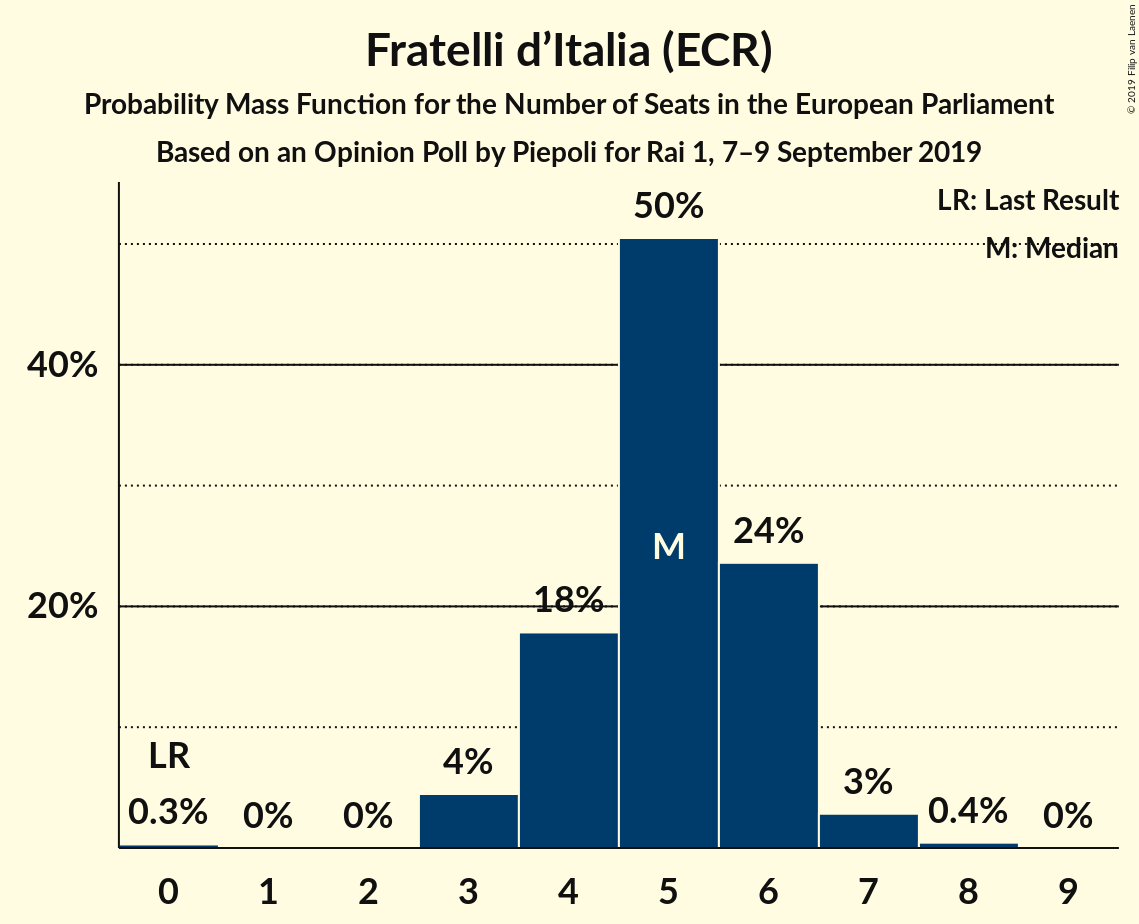 Fratelli d’Italia (ECR)
Probability Mass Function for the Number of Seats in the European Parliament
Based on an Opinion Poll by Piepoli for Rai 1, 7–9 September 2019
© 2019 Filip van Laenen
LR: Last Result
M: Median
50%
40%
24%
M
20%
18%
LR
4%
3%
0.3%
0%
0%
0.4%
0%
0 1 2 3 4 5 6 7 8 9